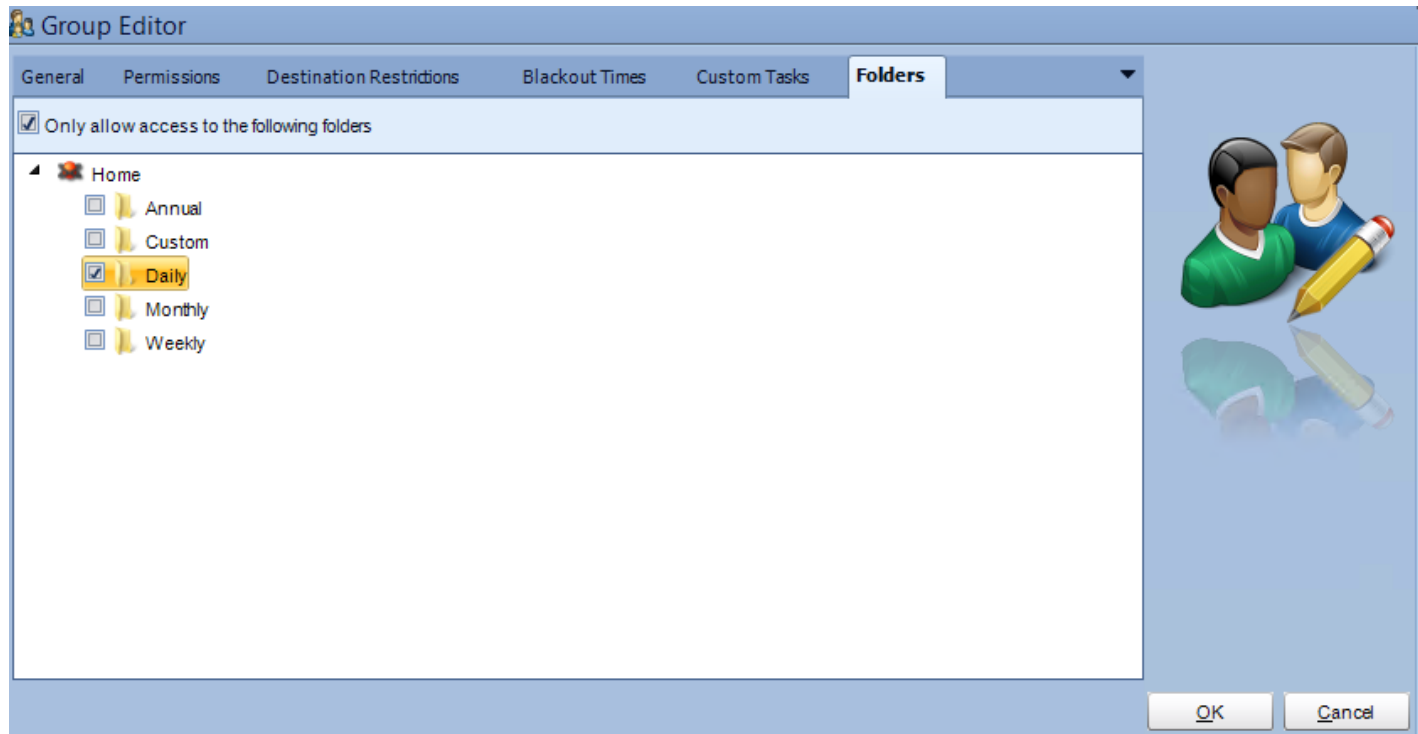 Group Editor
General Permissions Destination Restrictions Blackout Times Custom Tasks Folders
Only allow access to the following folders
Home
Annual
Custom
Daily
Monthly
Weekly
OK Cancel